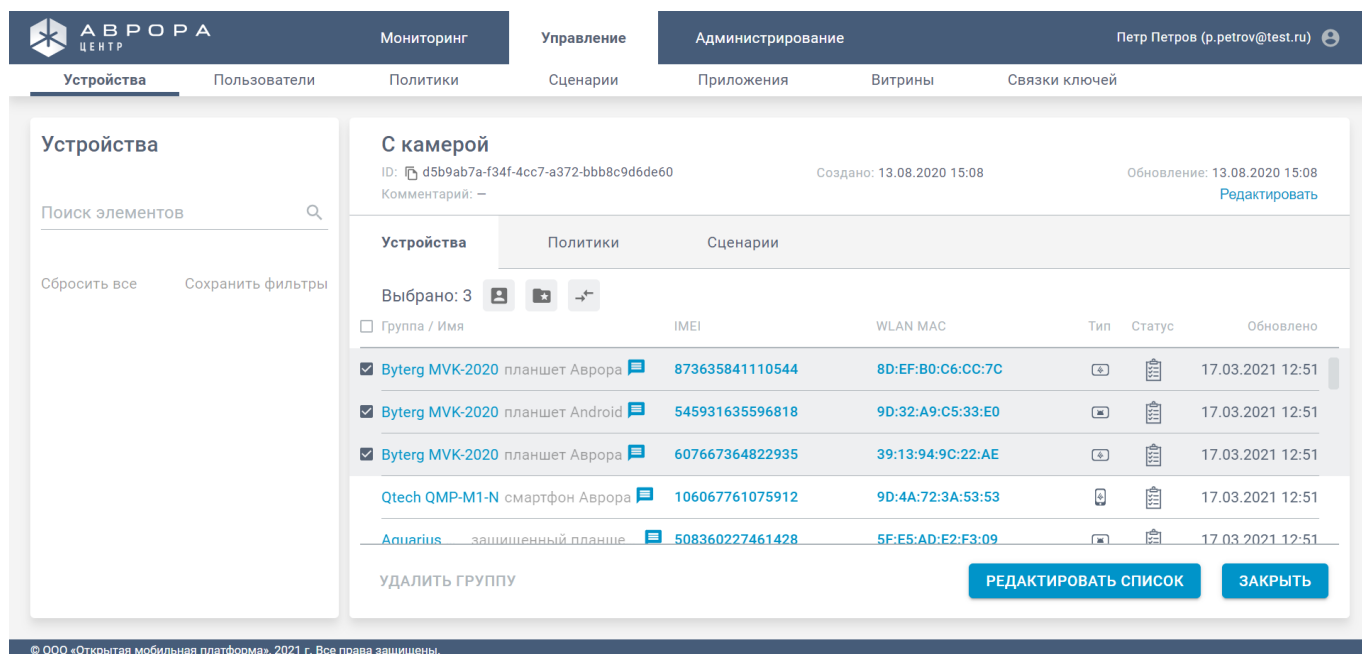 АВРОРА
ЦЕНТР
Мониторинг Управление Администрирование Петр Петров (p.petrov@test.ru)
Устройства Пользователи Политики Сценарии Приложения Витрины Связки ключей
Устройства
Поиск элементов
Сбросить все Сохранить фильтры
С камерой
ID: d5b9ab7a-f34f-4cc7-a372-bbb8c9d6de60 Создано: 13.08.2020 15:08 Обновление: 13.08.2020 15:08
Комментарий: — Редактировать
Устройства Политики Сценарии
Выбрано: 3
Группа / Имя IMEI WLAN MAC Тип Статус Обновлено
Byterg MVK-2020 планшет Аврора 873635841110544 8D:EF:B0:C6:CC:7C 17.03.2021 12:51
Byterg MVK-2020 планшет Android 545931635596818 9D:32:A9:C5:33:E0 17.03.2021 12:51
Byterg MVK-2020 планшет Аврора 607667364822935 39:13:94:9C:22:AE 17.03.2021 12:51
Qtech QMP-M1-N смартфон Аврора 106067761075912 9D:4A:72:3A:53:53 17.03.2021 12:51
Aquarius защищенный планше 508360227461428 5F:E5:AD:E2:F3:09 17.03.2021 12:51
УДАЛИТЬ ГРУППУ РЕДАКТИРОВАТЬ СПИСОК ЗАКРЫТЬ
© ООО «Открытая мобильная платформа», 2021 г. Все права защищены.